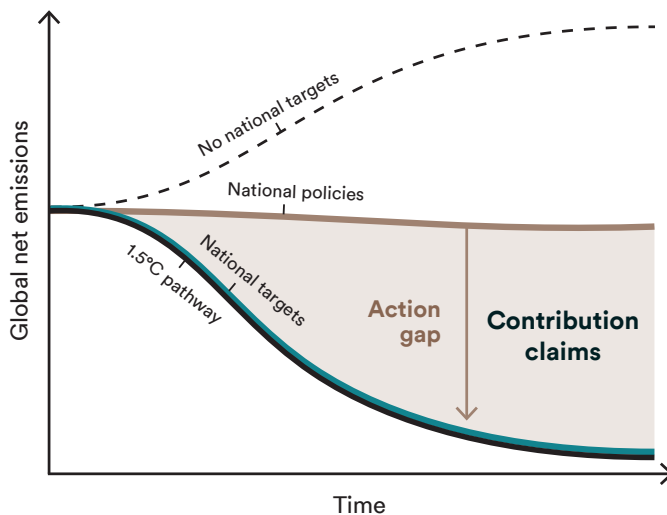 No national targets
National policies
1.5°C pathway
National targets
Action
gap
Contribution
claims
Global net emissions
Time